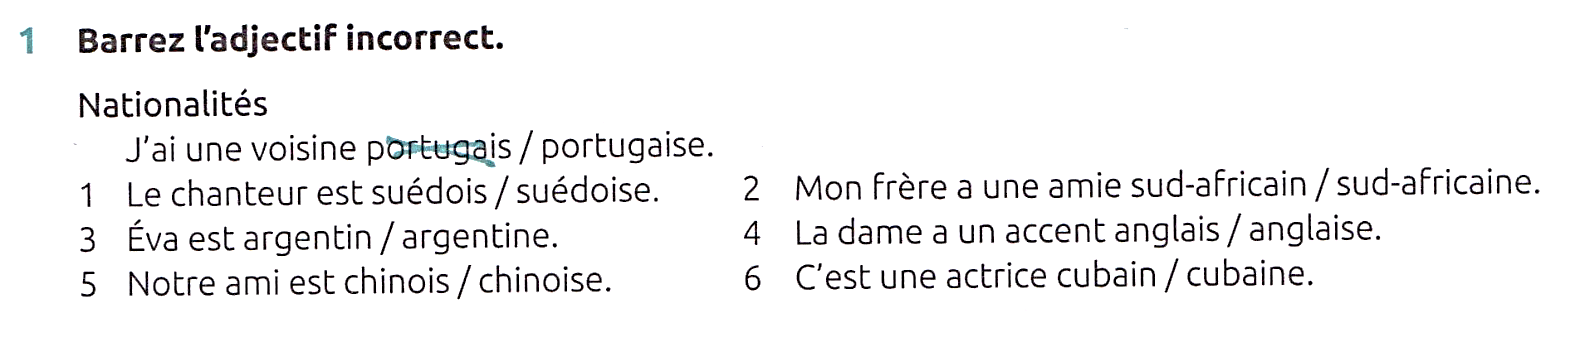 1 Barrez l'adjectif incorrect.
Nationalités
J'ai une voisine portugais / portugaise.
1 Le chanteur est suédois / suédoise.
2 Mon frère a une amie sud-africain / sud-africaine.
3 Éva est argentin / argentine.
4 La dame a un accent anglais / anglaise.
5 Notre ami est chinois / chinoise.
6 C'est une actrice cubain / cubaine.